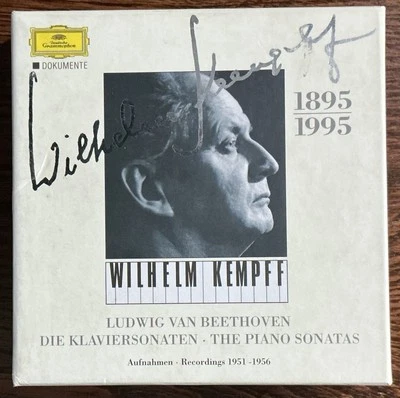 Deutsche
Grammophon
DOKUMENTE
Wilhelm Kempff
1895
1995
WILHELM KEMPFF
LUDWIG VAN BEETHOVEN
DIE KLAVIERSONATEN · THE PIANO SONATAS
Aufnahmen · Recordings 1951 -1956